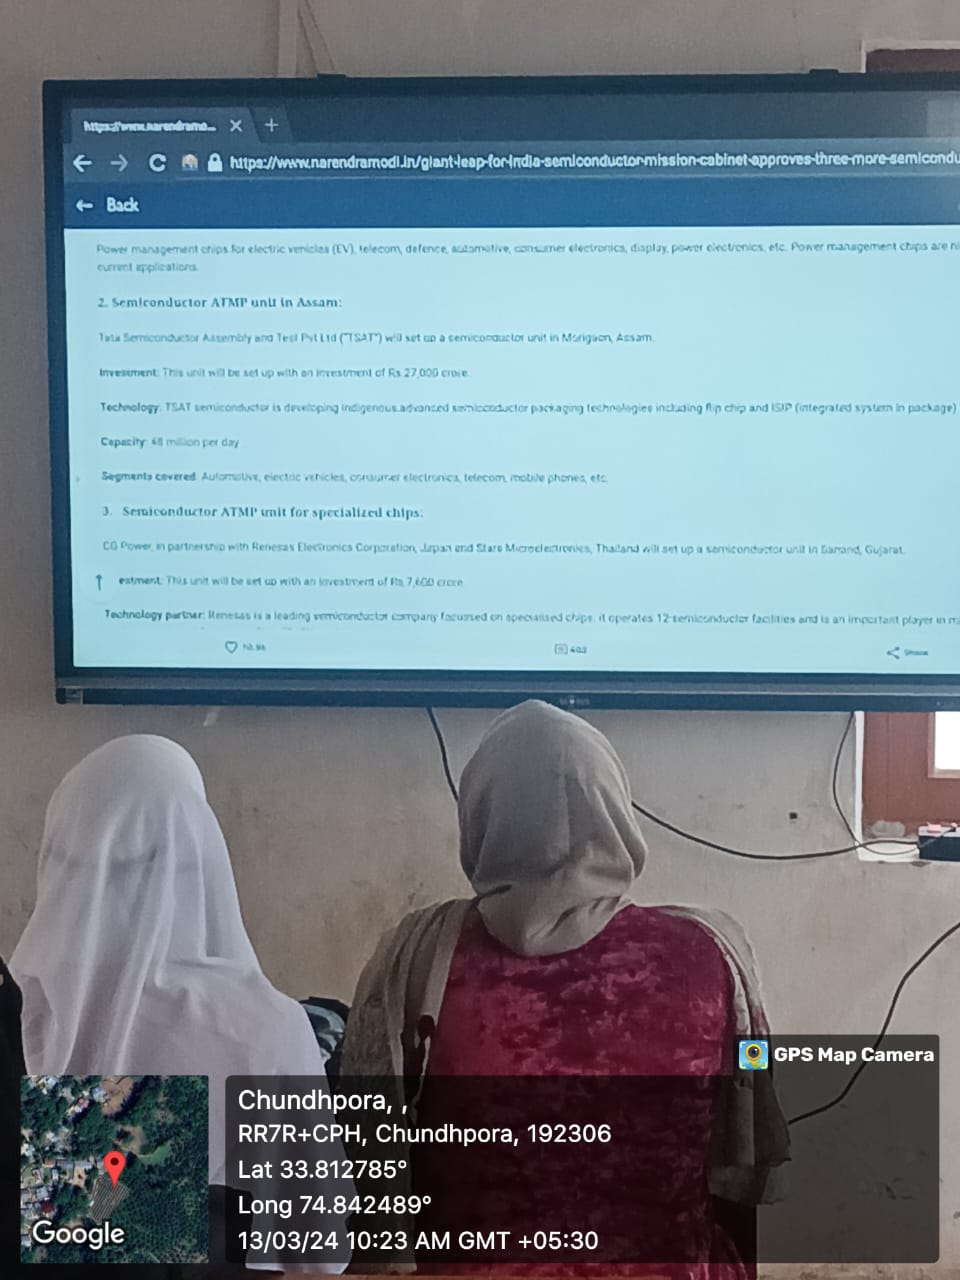 https://www.narendramo...
https://www.narendramodi.in/giant-leap-for-india-semiconductor-mission-cabinet-approves-three-more-semicondu
Back
Power management chips for electric vehicles (EV), telecom, defence, automotive, consumer electronics, display, power electronics, etc. Power management chips are hi
current applications.
2. Semiconductor ATMP unit in Assam:
Tata Semiconductor Assembly and Test Pvt Ltd ("TSAT") will set up a semiconductor unit in Morigaon, Assam.
Investment: This unit will be set up with an investment of Rs.27,000 crore.
Technology: TSAT semiconductor is developing indigenous advanced semiconductor packaging technologies including flip chip and ISIP (integrated system in package)
Capacity: 48 million per day
Segments covered: Automotive, electric vehicles, consumer electronics, telecom, mobile phones, etc.
3. Semiconductor ATMP unit for specialized chips:
CG Power, in partnership with Renesas Electronics Corporation, Japan and Stars Microelectronics, Thailand will set up a semiconductor unit in Sanand, Gujarat.
estment: This unit will be set up with an investment of Rs.7,600 crore.
Technology partner: Renesas is a leading semiconductor company focussed on specialised chips. It operates 12 semiconductor facilities and is an important player in
Share
GPS Map Camera
Chundhpora, ,
RR7R+CPH, Chundhpora, 192306
Lat 33.812785°
Long 74.842489°
13/03/24 10:23 AM GMT +05:30
Google